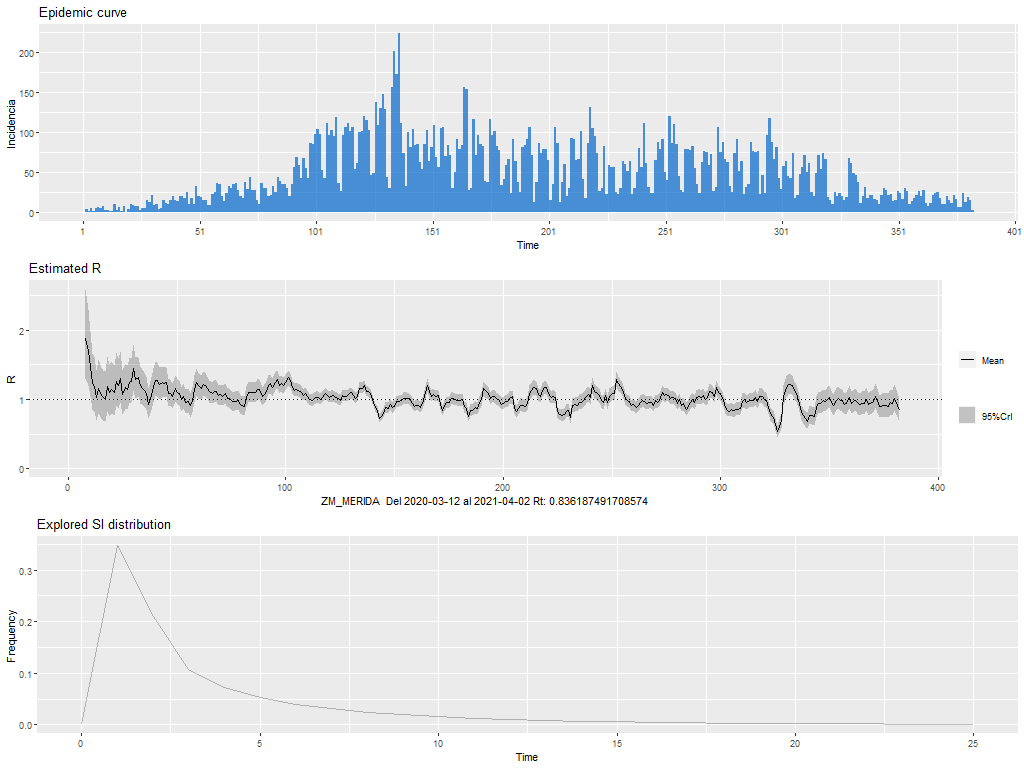 Epidemic curve
200
150
100
50
0
Incidencia
1 51 101 151 201 251 301 351 401
Time
Estimated R
2
1
0
R
Mean
95%CrI
0 100 200 300 400
ZM_MERIDA Del 2020-03-12 al 2021-04-02 Rt: 0.836187491708574
Explored SI distribution
0.3
0.2
0.1
0.0
Frequency
0 5 10 15 20 25
Time